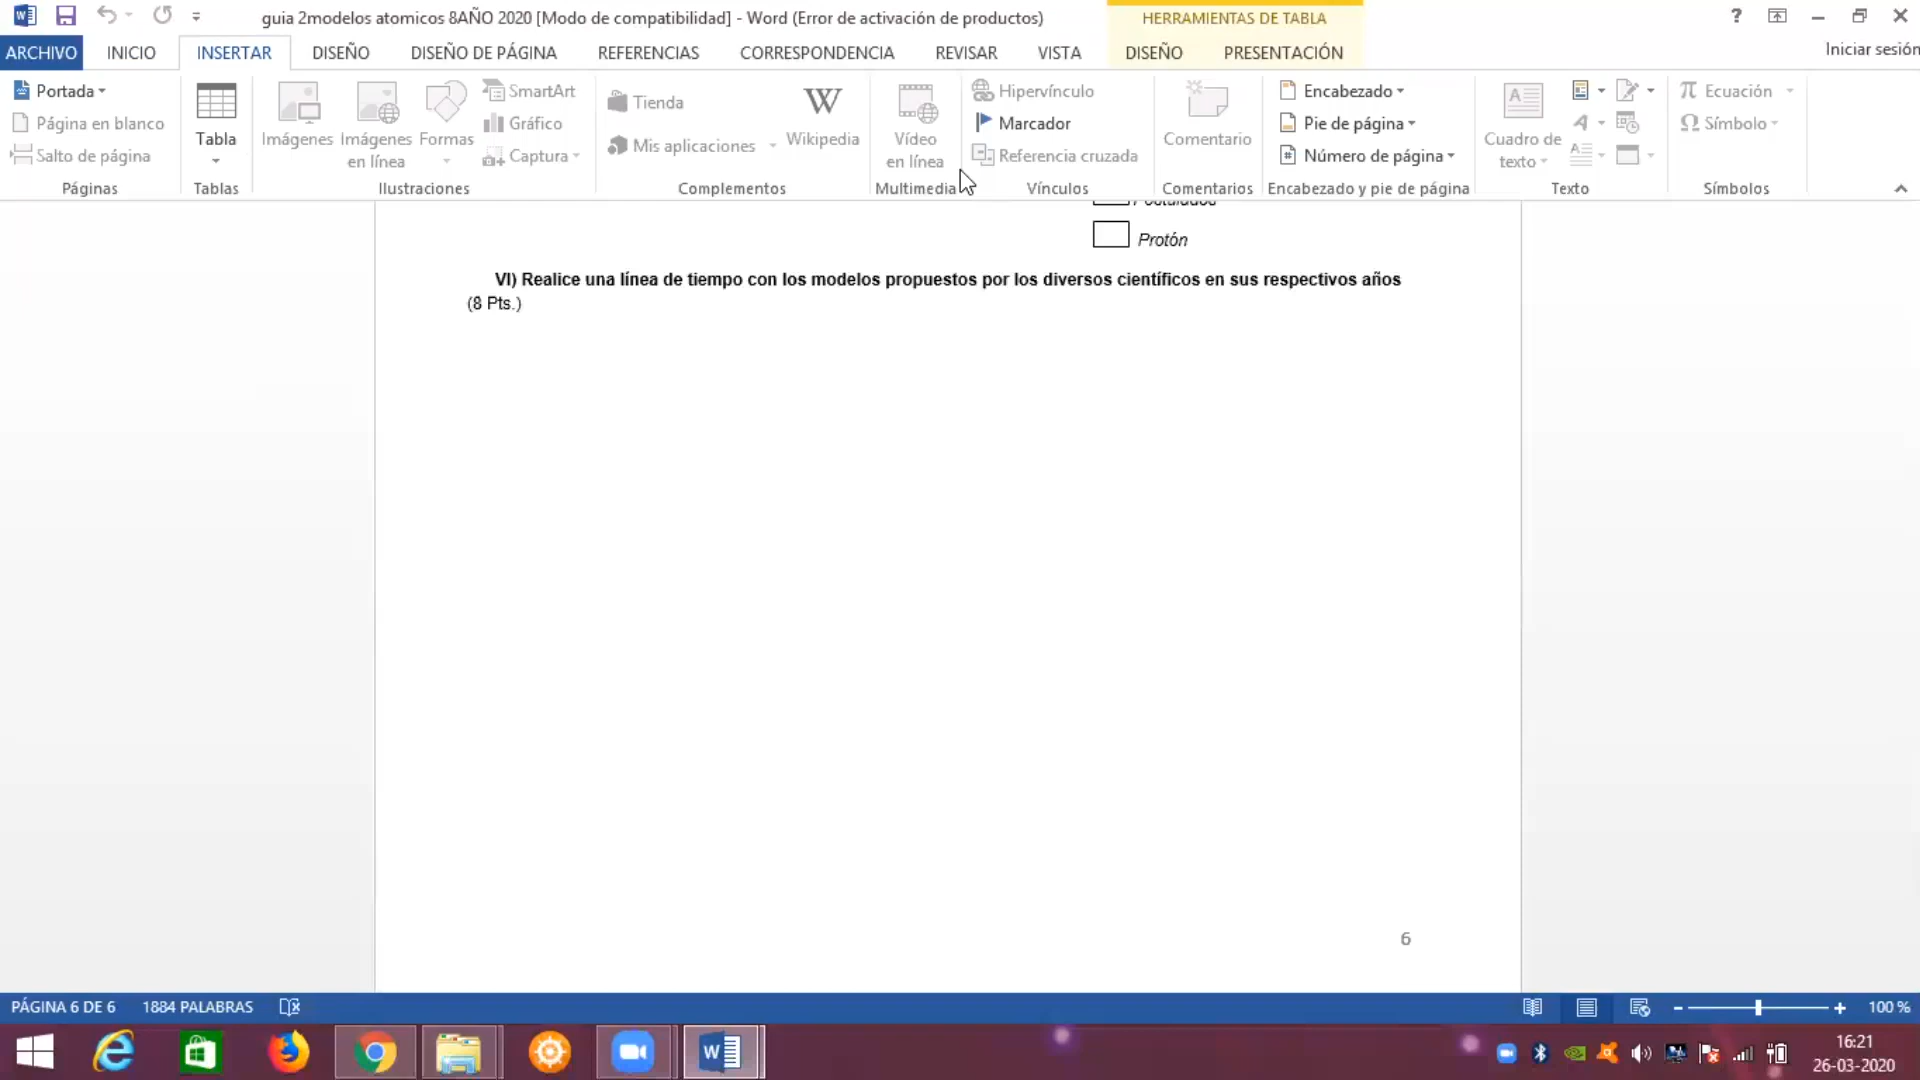 guia 2modelos atomicos 8AÑO 2020 [Modo de compatibilidad] - Word (Error de activación de productos)
HERRAMIENTAS DE TABLA
?
ARCHIVO
INICIO
INSERTAR
DISEÑO
DISEÑO DE PÁGINA
REFERENCIAS
CORRESPONDENCIA
REVISAR
VISTA
DISEÑO
PRESENTACIÓN
Iniciar sesión
Portada
Página en blanco
Salto de página
Páginas
Tabla
Tablas
Imágenes
Imágenes
en línea
Formas
SmartArt
Gráfico
Captura
Ilustraciones
Tienda
Mis aplicaciones
Wikipedia
Complementos
Vídeo
en línea
Multimedia
Hipervínculo
Marcador
Referencia cruzada
Vínculos
Comentario
Comentarios
Encabezado
Pie de página
Número de página
Encabezado y pie de página
Cuadro de
texto
Texto
Ecuación
Símbolo
Símbolos
Postulados
Protón
VI) Realice una línea de tiempo con los modelos propuestos por los diversos científicos en sus respectivos años
(8 Pts.)
6
PÁGINA 6 DE 6
1884 PALABRAS
100 %
16:21
26-03-2020